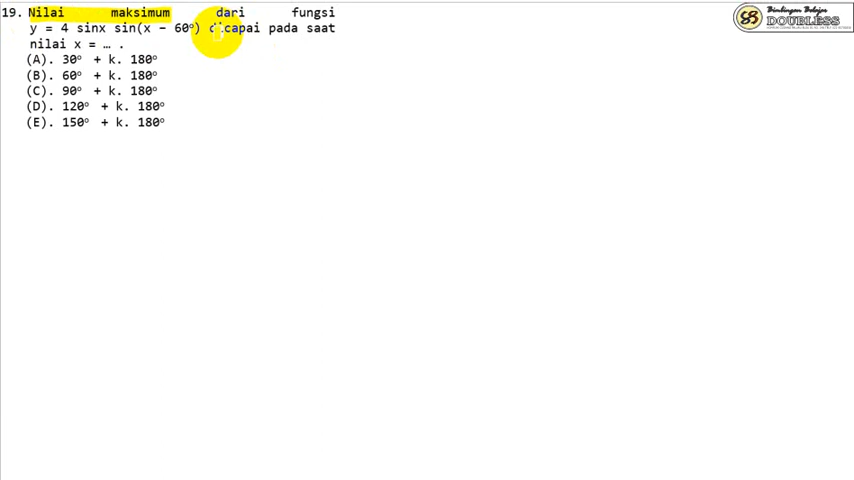 19. Nilai maksimum dari fungsi
y = 4 sinx sin(x − 60°) dicapai pada saat
nilai x = … .
(A). 30° + k. 180°
(B). 60° + k. 180°
(C). 90° + k. 180°
(D). 120° + k. 180°
(E). 150° + k. 180°
Bimbingan Belajar
DOUBLESS